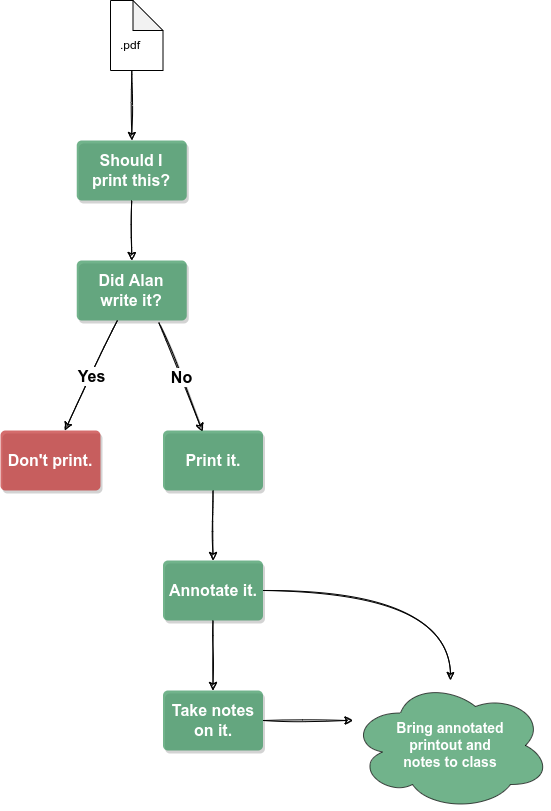 .pdf
Should I
print this?
Did Alan
write it?
Yes
No
Don't print.
Print it.
Annotate it.
Take notes
on it.
Bring annotated
printout and
notes to class